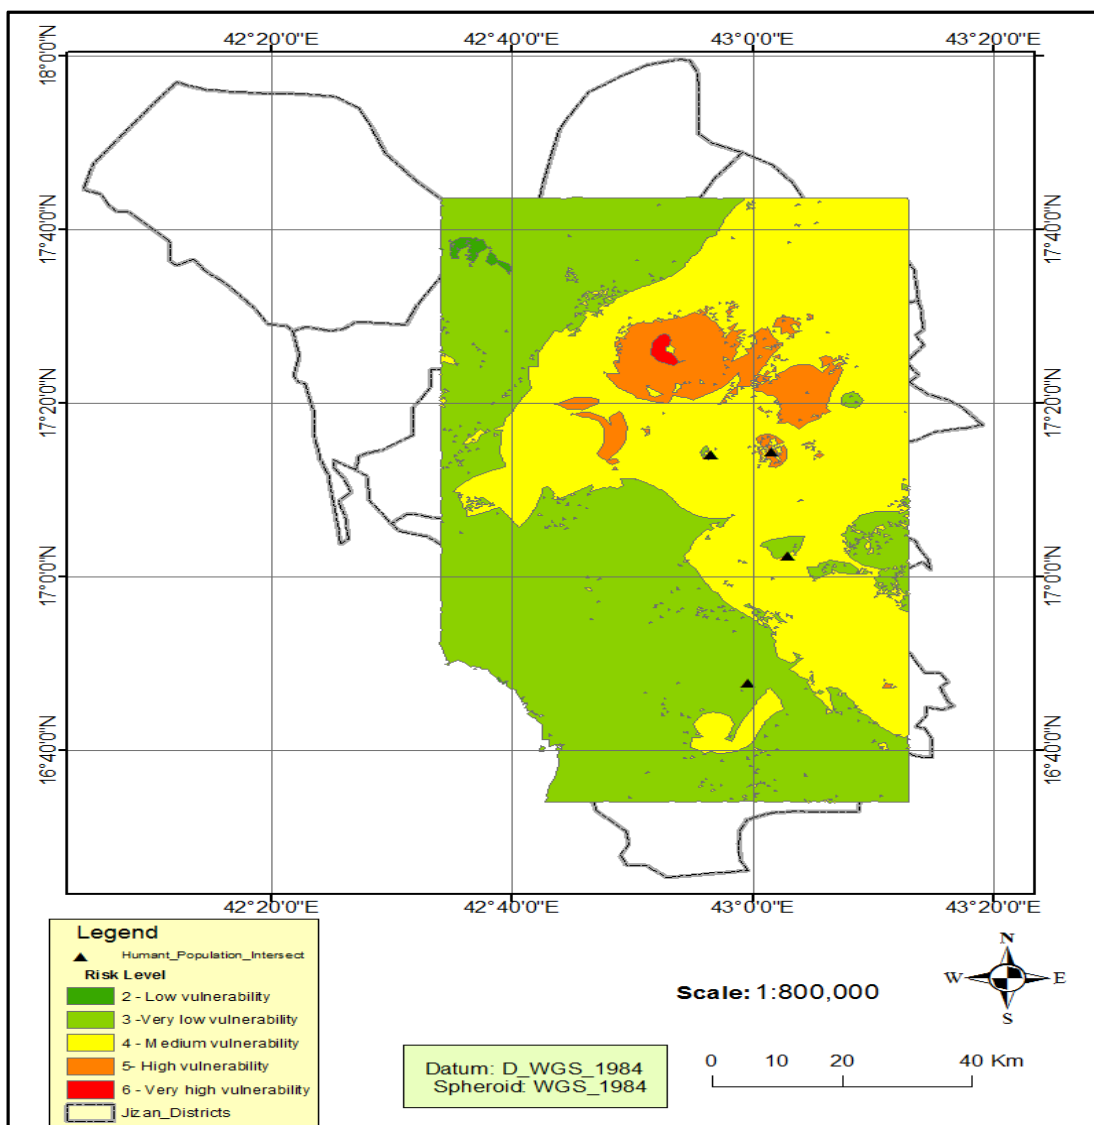 42°20'0"E 42°40'0"E 43°0'0"E 43°20'0"E
18°0'0"N
17°40'0"N 17°40'0"N
17°20'0"N 17°20'0"N
17°0'0"N 17°0'0"N
16°40'0"N 16°40'0"N
42°20'0"E 42°40'0"E 43°0'0"E 43°20'0"E
Legend
Humant_Population_Intersect
Risk Level
2 - Low vulnerability
3 -Very low vulnerability
4 - Medium vulnerability
5- High vulnerability
6 - Very high vulnerability
Jizan_Districts
Scale: 1:800,000
N
W E
S
Datum: D_WGS_1984
Spheroid: WGS_1984
0 10 20 40 Km